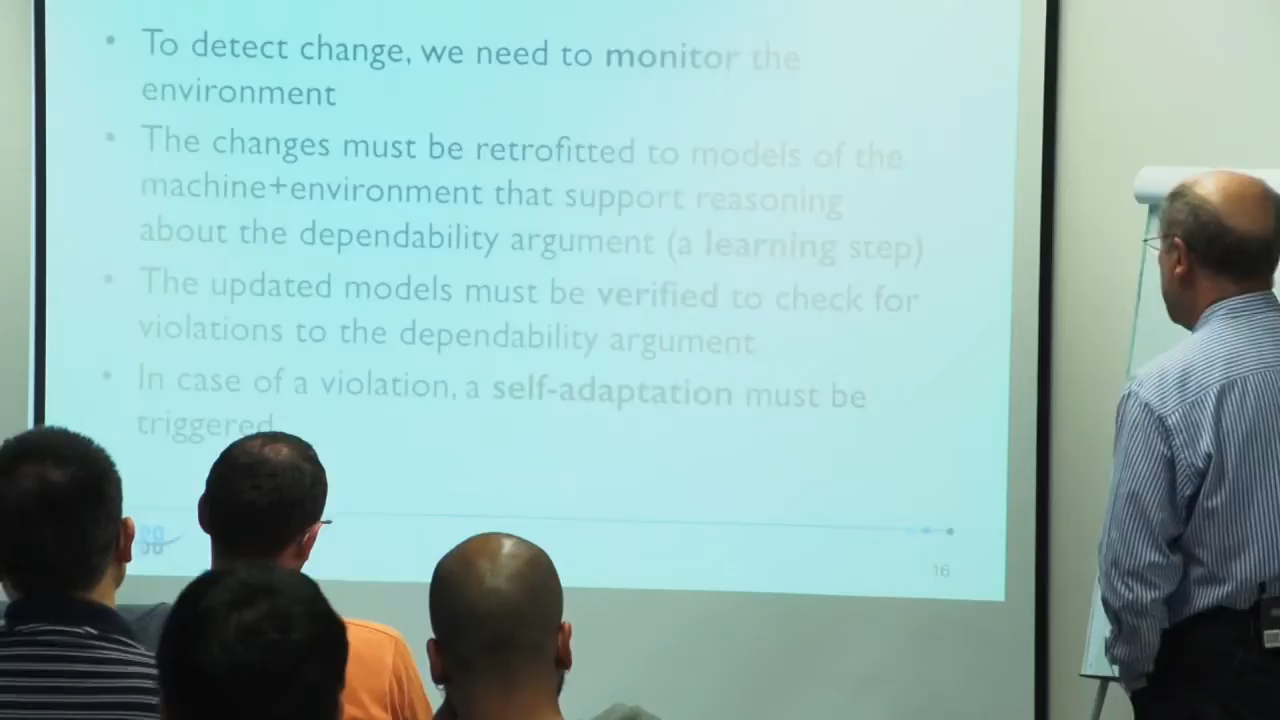 • To detect change, we need to monitor the
environment
• The changes must be retrofitted to models of the
machine+environment that support reasoning
about the dependability argument (a learning step)
• The updated models must be verified to check for
violations to the dependability argument
• In case of a violation, a self-adaptation must be
triggered
16